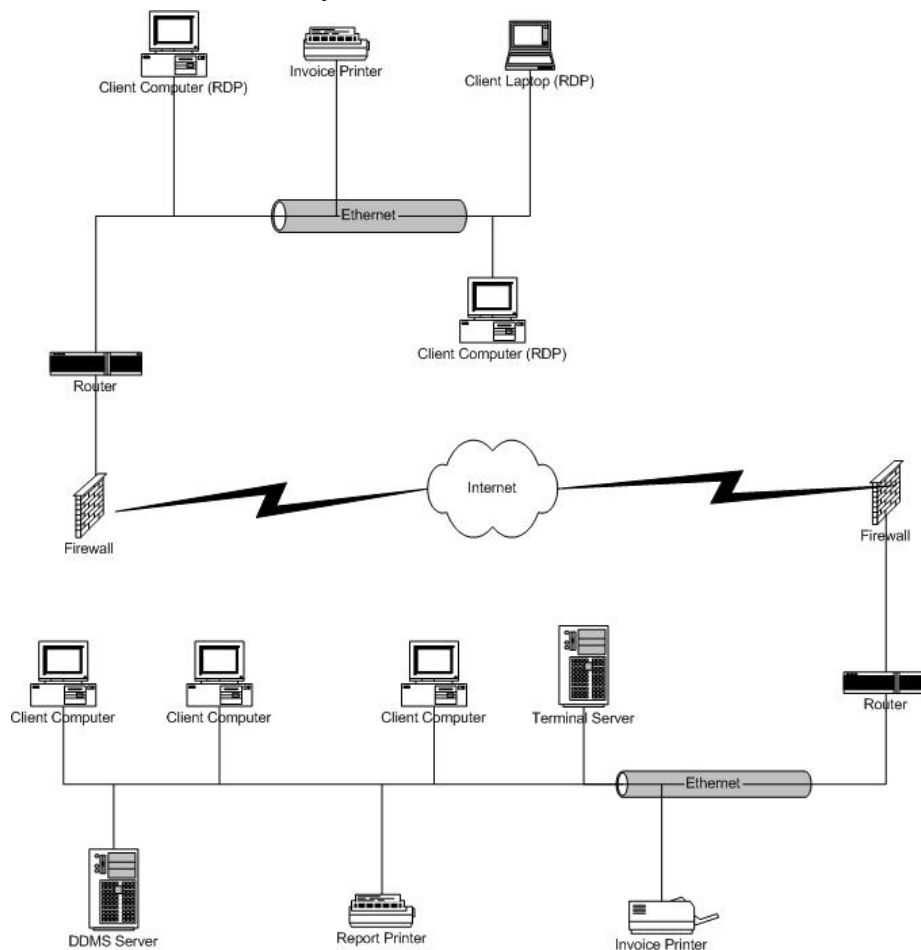 Client Computer (RDP)
Invoice Printer
Client Laptop (RDP)
Ethernet
Client Computer (RDP)
Router
Internet
Firewall
Firewall
Client Computer
Client Computer
Client Computer
Terminal Server
Router
Ethernet
DDMS Server
Report Printer
Invoice Printer